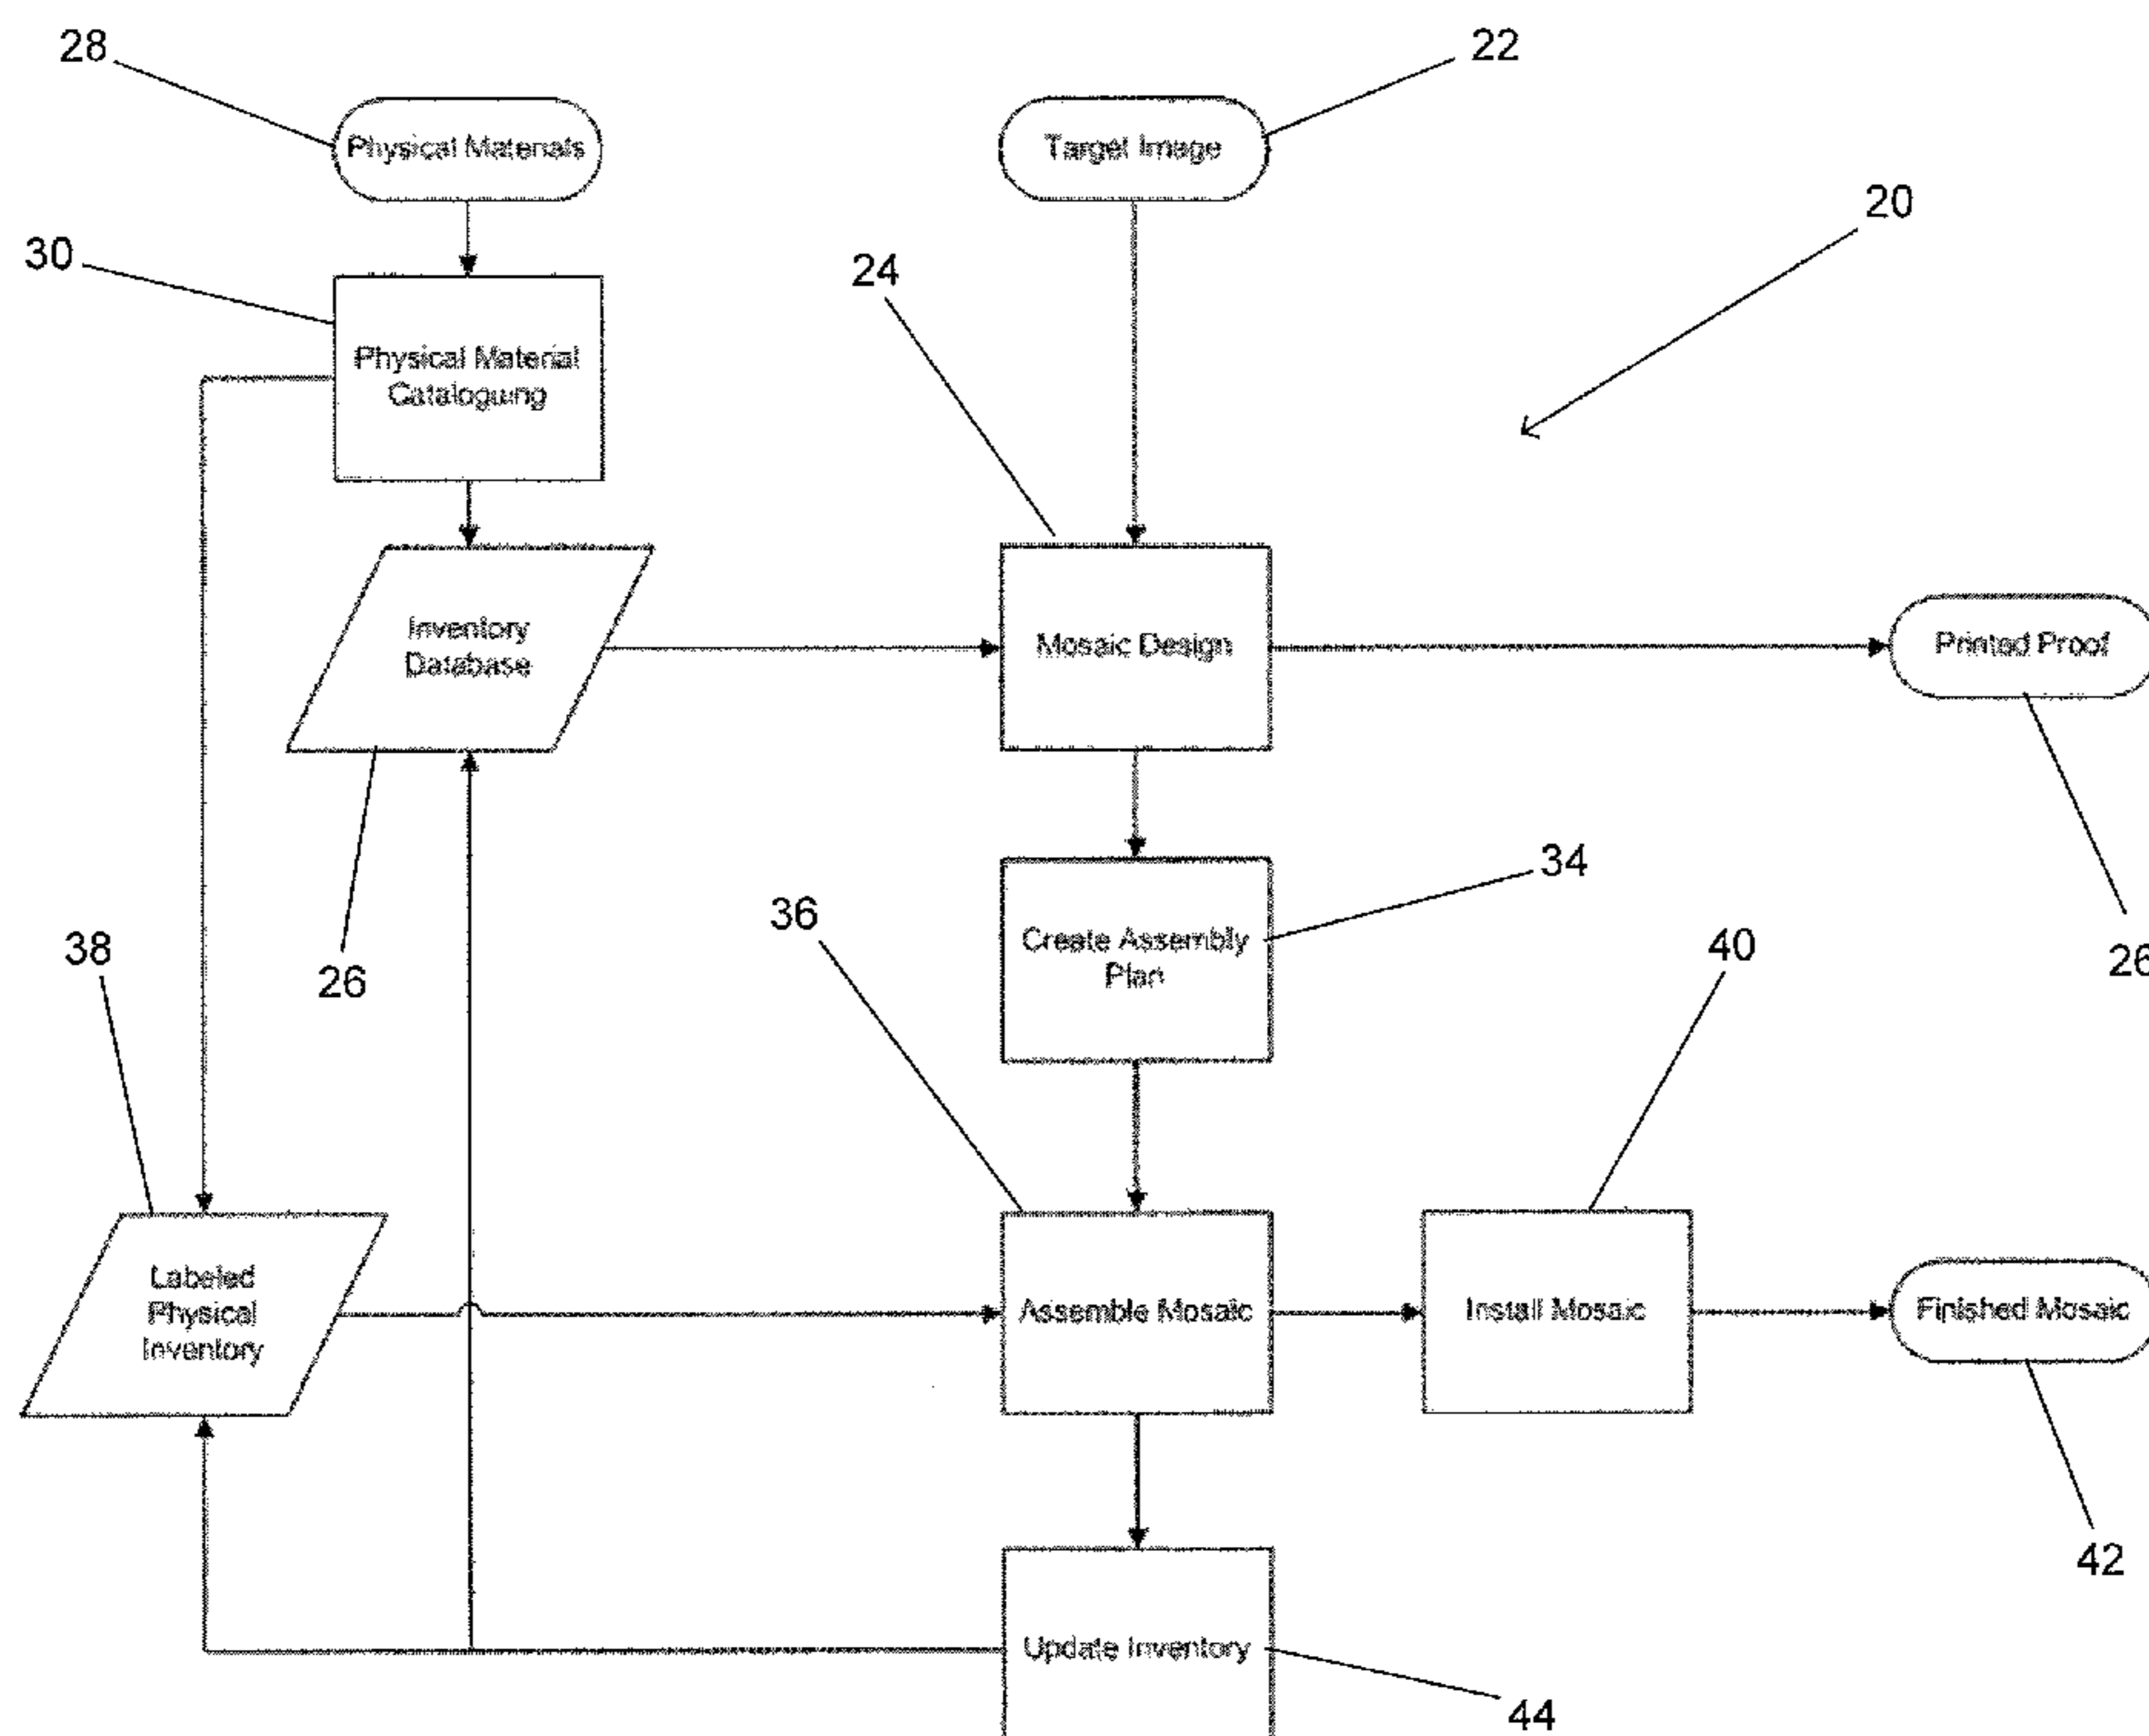 28
22
Physical Materials
Target Image
20
30
24
Physical Material
Cataloguing
Inventory
Database
Mosaic Design
Printed Proof
34
36
Create Assembly
Plan
40
38
26
26
Labeled
Physical
Inventory
Assemble Mosaic
Install Mosaic
Finished Mosaic
42
Update Inventory
44